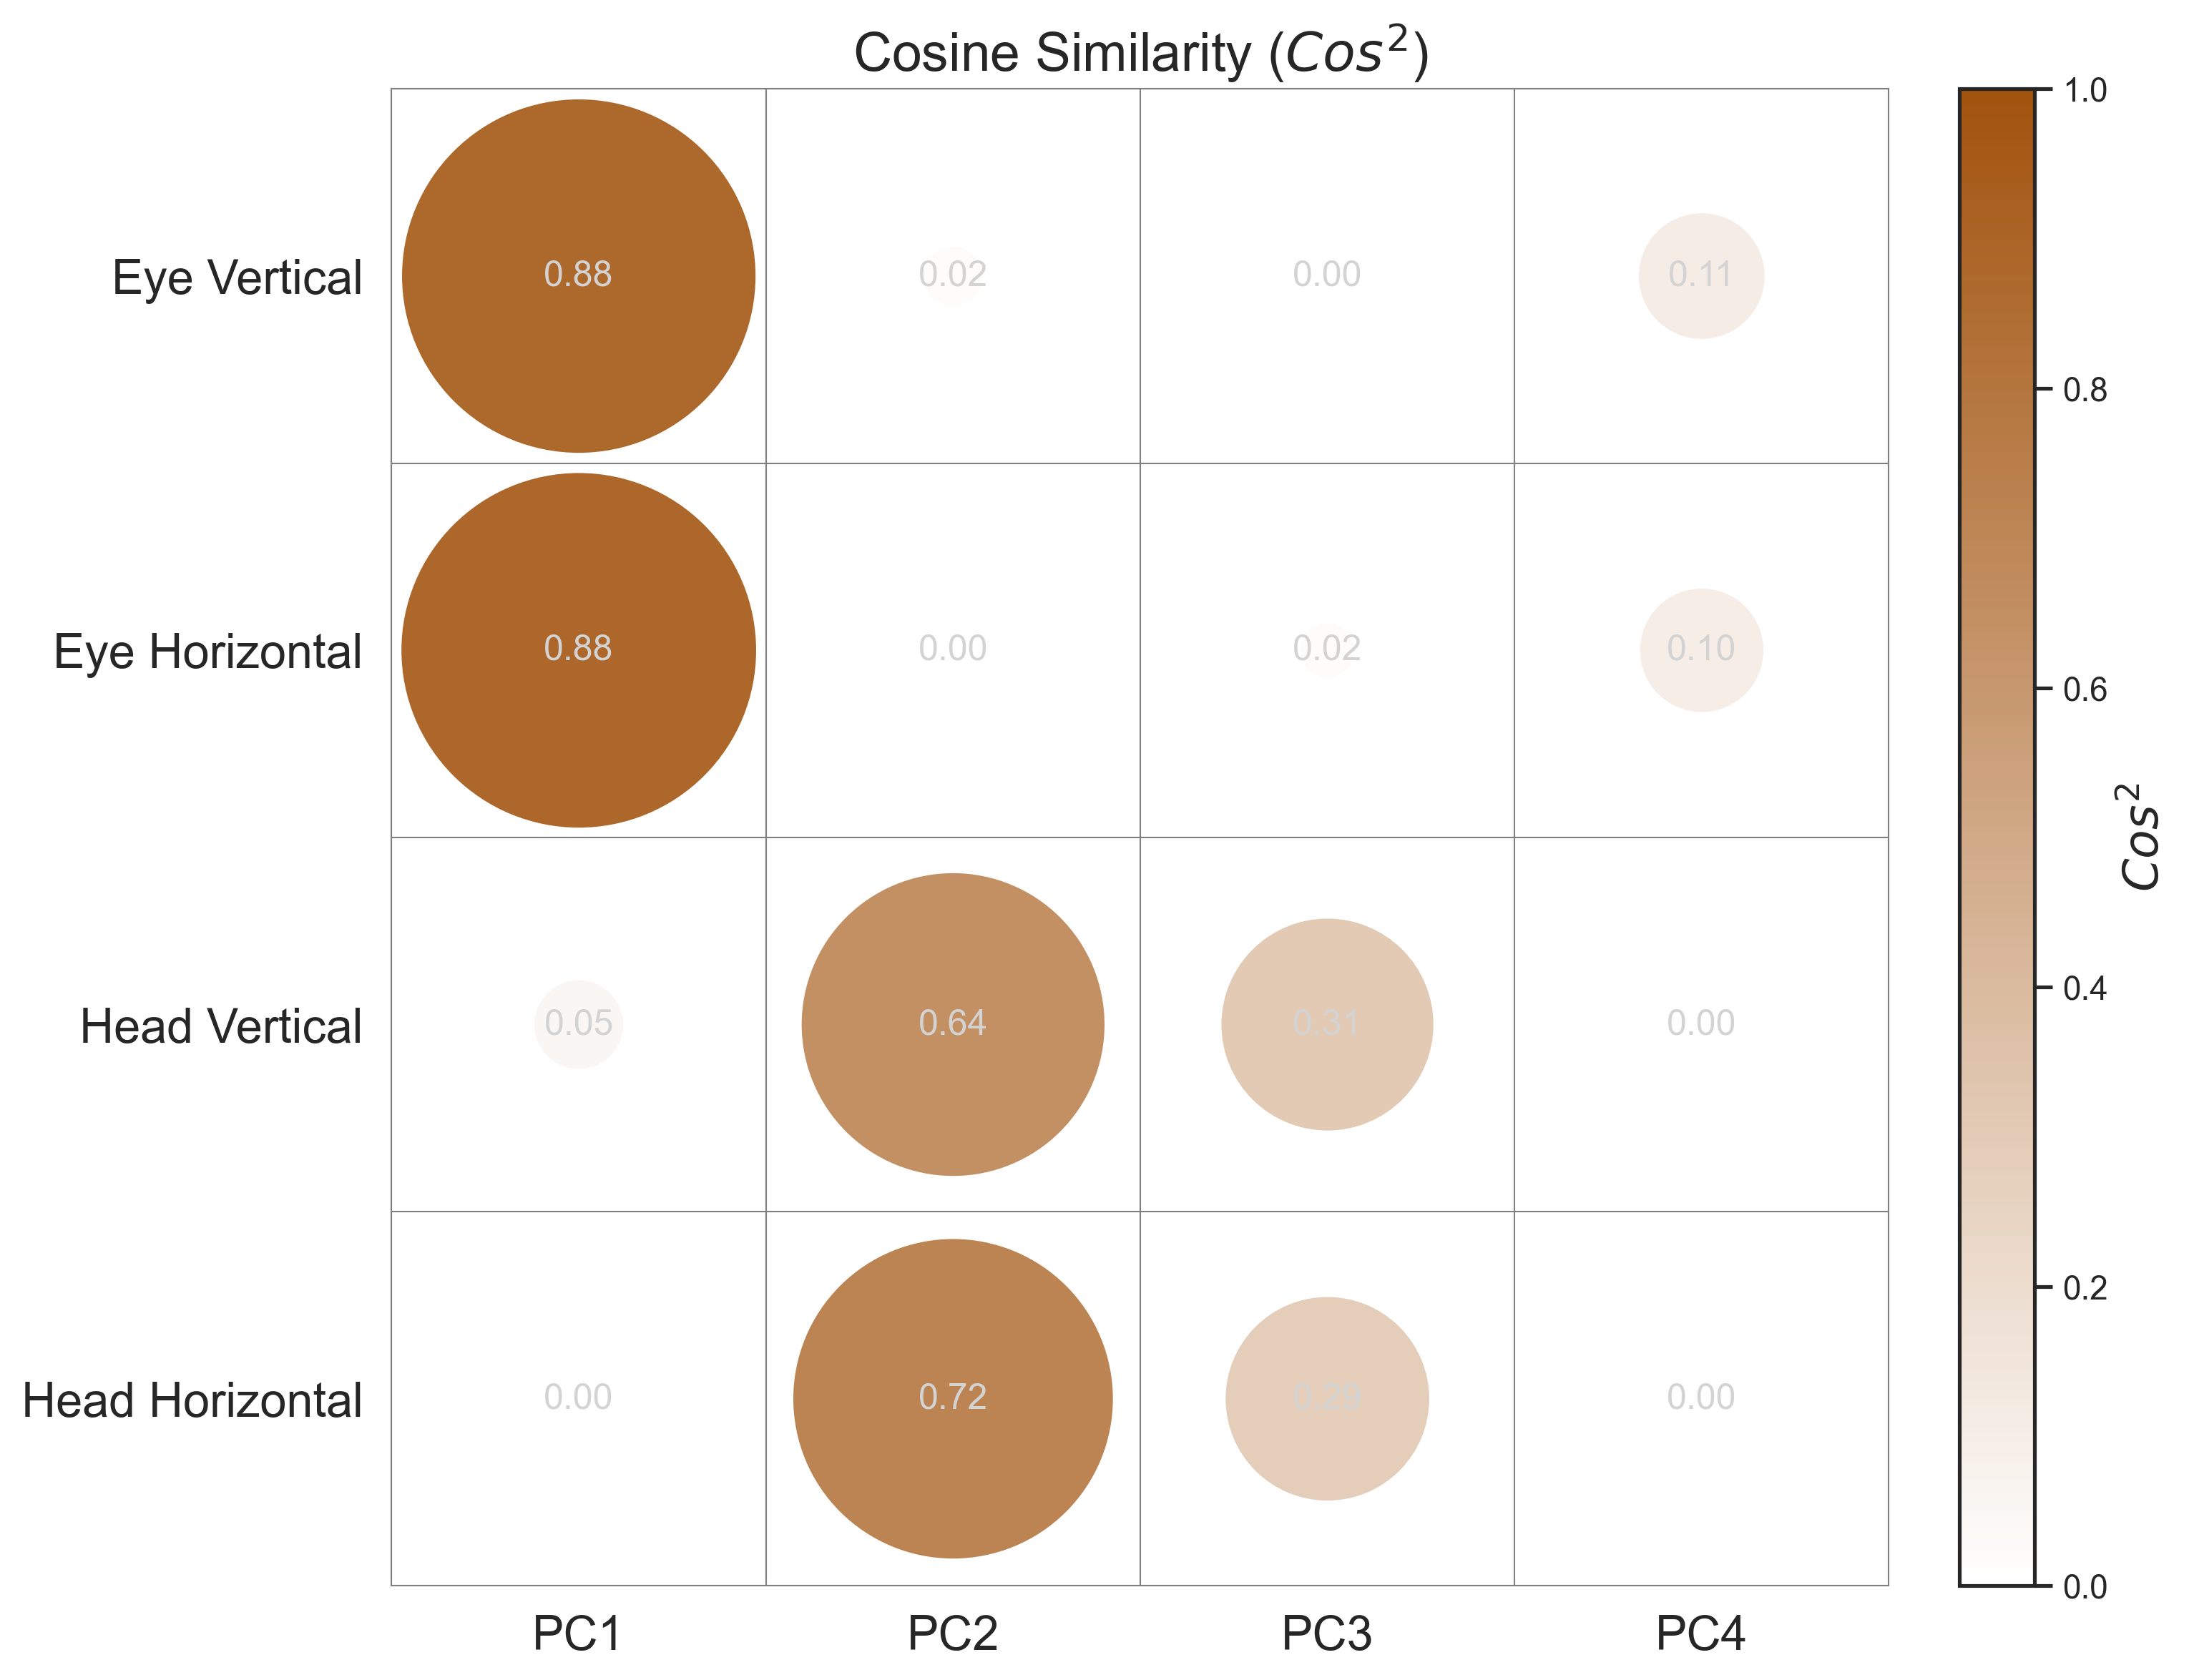 Cosine Similarity (Cos²)
Eye Vertical 0.88 0.02 0.00 0.11
Eye Horizontal 0.88 0.00 0.02 0.10
Head Vertical 0.05 0.64 0.31 0.00
Head Horizontal 0.00 0.72 0.29 0.00
PC1 PC2 PC3 PC4
1.0
0.8
0.6
0.4
0.2
0.0
Cos²